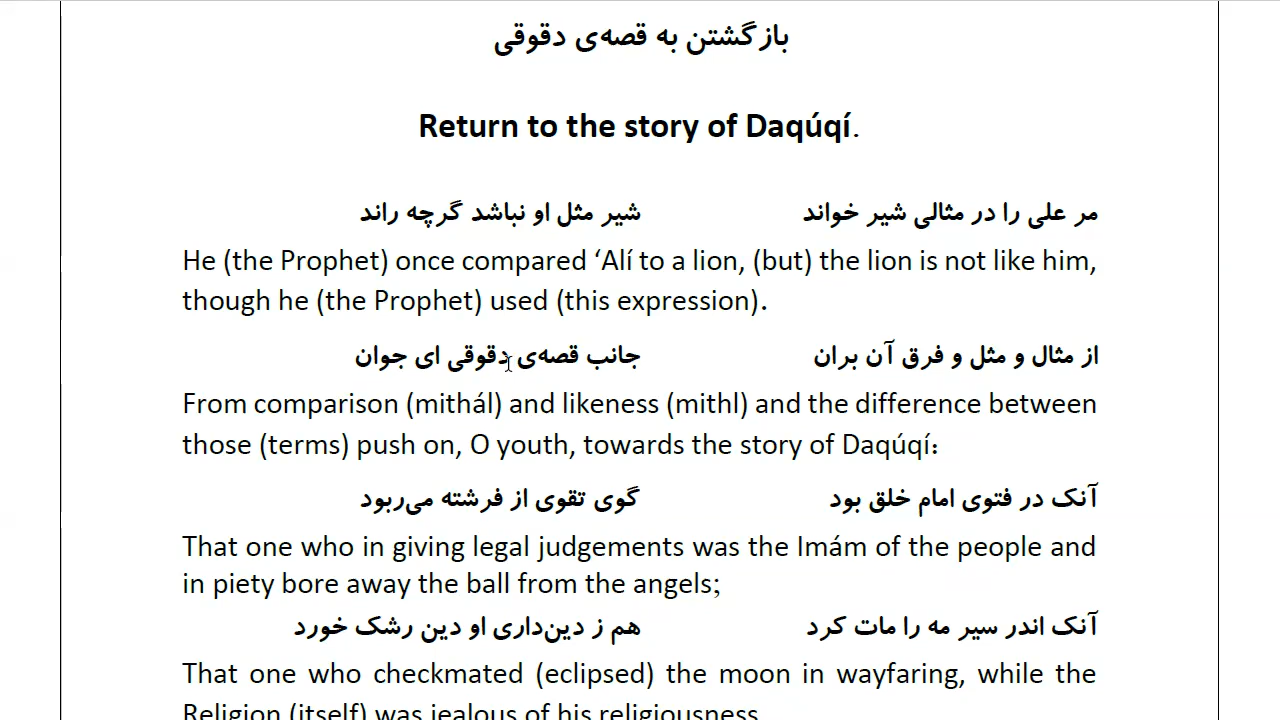 بازگشتن به قصه‌ی دقوقی
Return to the story of Daqúqí.
مر علی را در مثالی شیر خواند شیر مثل او نباشد گرچه راند
He (the Prophet) once compared ‘Alí to a lion, (but) the lion is not like him,
though he (the Prophet) used (this expression).
از مثال و مثل و فرق آن بران جانب قصه‌ی دقوقی ای جوان
From comparison (mithál) and likeness (mithl) and the difference between
those (terms) push on, O youth, towards the story of Daqúqí:
آنک در فتوی امام خلق بود گوی تقوی از فرشته می‌ربود
That one who in giving legal judgements was the Imám of the people and
in piety bore away the ball from the angels;
آنک اندر سیر مه را مات کرد هم ز دین‌داری او دین رشک خورد
That one who checkmated (eclipsed) the moon in wayfaring, while the
Religion (itself) was jealous of his religiousness.